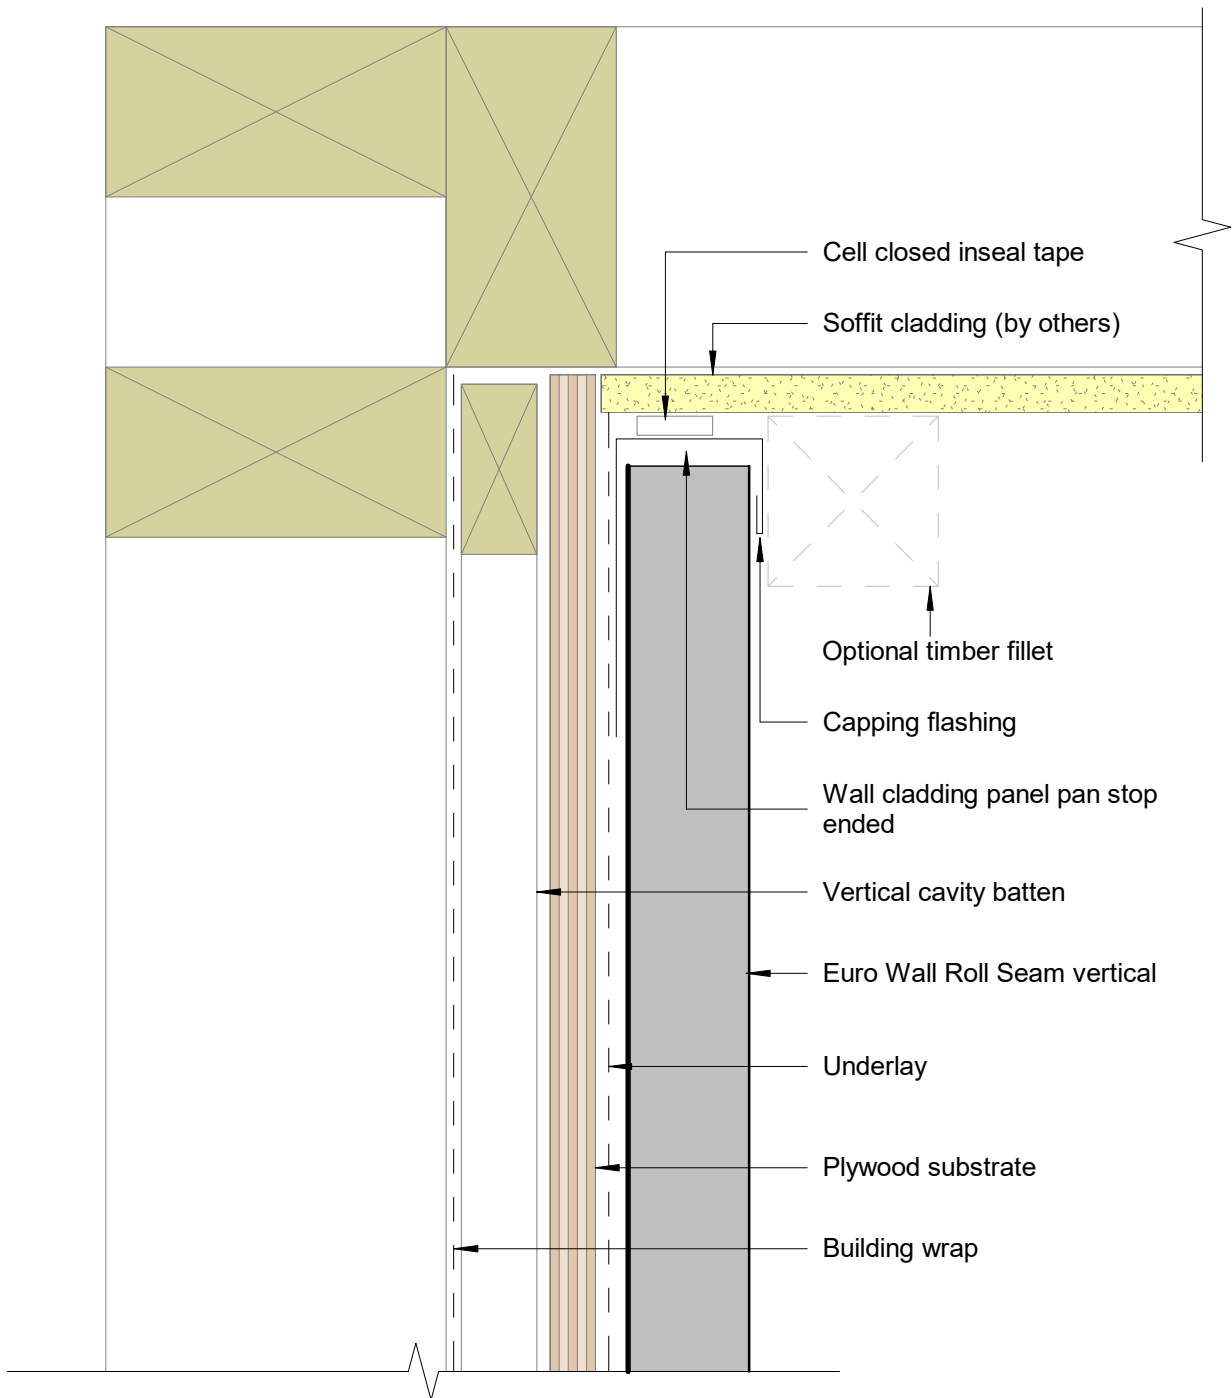 Cell closed inseal tape
Soffit cladding (by others)
Optional timber fillet
Capping flashing
Wall cladding panel pan stop
ended
Vertical cavity batten
Euro Wall Roll Seam vertical
Underlay
Plywood substrate
Building wrap